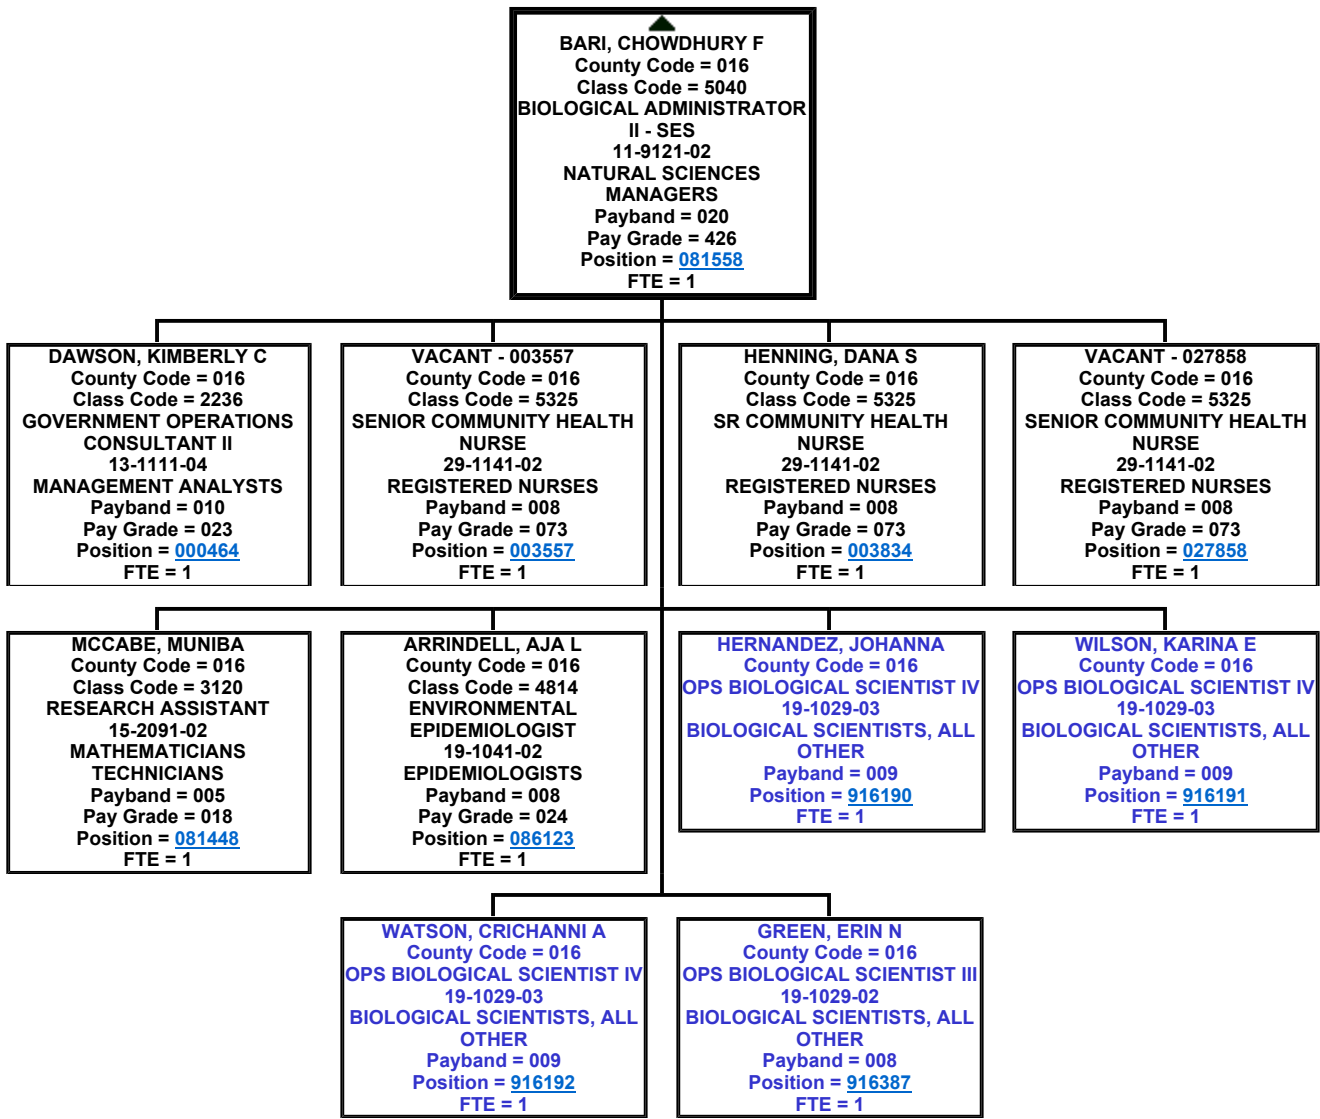 BARI, CHOWDHURY F
County Code = 016
Class Code = 5040
BIOLOGICAL ADMINISTRATOR
II - SES
11-9121-02
NATURAL SCIENCES
MANAGERS
Payband = 020
Pay Grade = 426
Position = 081558
FTE = 1
DAWSON, KIMBERLY C
County Code = 016
Class Code = 2236
GOVERNMENT OPERATIONS
CONSULTANT II
13-1111-04
MANAGEMENT ANALYSTS
Payband = 010
Pay Grade = 023
Position = 000464
FTE = 1
VACANT - 003557
County Code = 016
Class Code = 5325
SENIOR COMMUNITY HEALTH
NURSE
29-1141-02
REGISTERED NURSES
Payband = 008
Pay Grade = 073
Position = 003557
FTE = 1
HENNING, DANA S
County Code = 016
Class Code = 5325
SR COMMUNITY HEALTH
NURSE
29-1141-02
REGISTERED NURSES
Payband = 008
Pay Grade = 073
Position = 003834
FTE = 1
VACANT - 027858
County Code = 016
Class Code = 5325
SENIOR COMMUNITY HEALTH
NURSE
29-1141-02
REGISTERED NURSES
Payband = 008
Pay Grade = 073
Position = 027858
FTE = 1
MCCABE, MUNIBA
County Code = 016
Class Code = 3120
RESEARCH ASSISTANT
15-2091-02
MATHEMATICIANS
TECHNICIANS
Payband = 005
Pay Grade = 018
Position = 081448
FTE = 1
ARRINDELL, AJA L
County Code = 016
Class Code = 4814
ENVIRONMENTAL
EPIDEMIOLOGIST
19-1041-02
EPIDEMIOLOGISTS
Payband = 008
Pay Grade = 024
Position = 086123
FTE = 1
HERNANDEZ, JOHANNA
County Code = 016
OPS BIOLOGICAL SCIENTIST IV
19-1029-03
BIOLOGICAL SCIENTISTS, ALL
OTHER
Payband = 009
Position = 916190
FTE = 1
WILSON, KARINA E
County Code = 016
OPS BIOLOGICAL SCIENTIST IV
19-1029-03
BIOLOGICAL SCIENTISTS, ALL
OTHER
Payband = 009
Position = 916191
FTE = 1
WATSON, CRICHANNI A
County Code = 016
OPS BIOLOGICAL SCIENTIST IV
19-1029-03
BIOLOGICAL SCIENTISTS, ALL
OTHER
Payband = 009
Position = 916192
FTE = 1
GREEN, ERIN N
County Code = 016
OPS BIOLOGICAL SCIENTIST III
19-1029-02
BIOLOGICAL SCIENTISTS, ALL
OTHER
Payband = 008
Position = 916387
FTE = 1